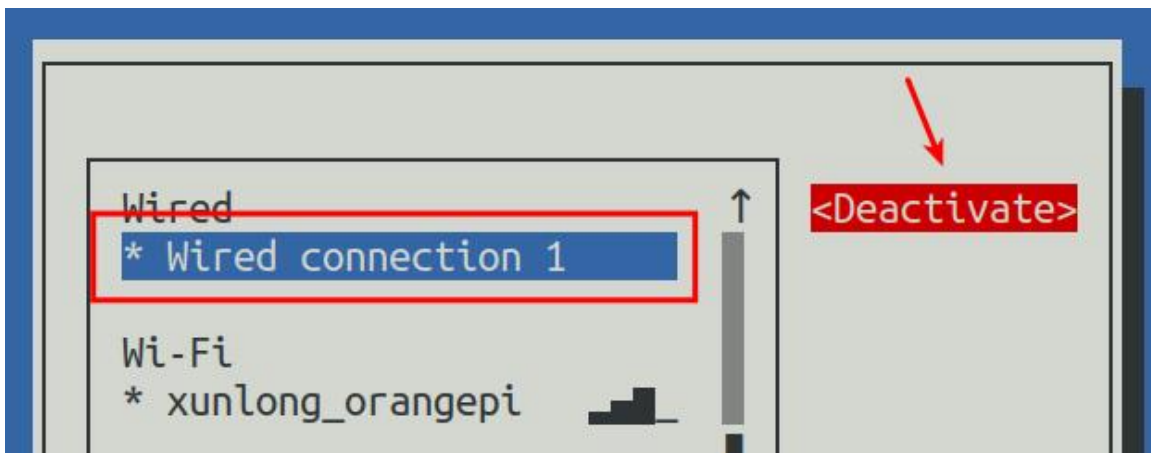 Wired
* Wired connection 1
<Deactivate>
Wi-Fi
* xunlong_orangepi